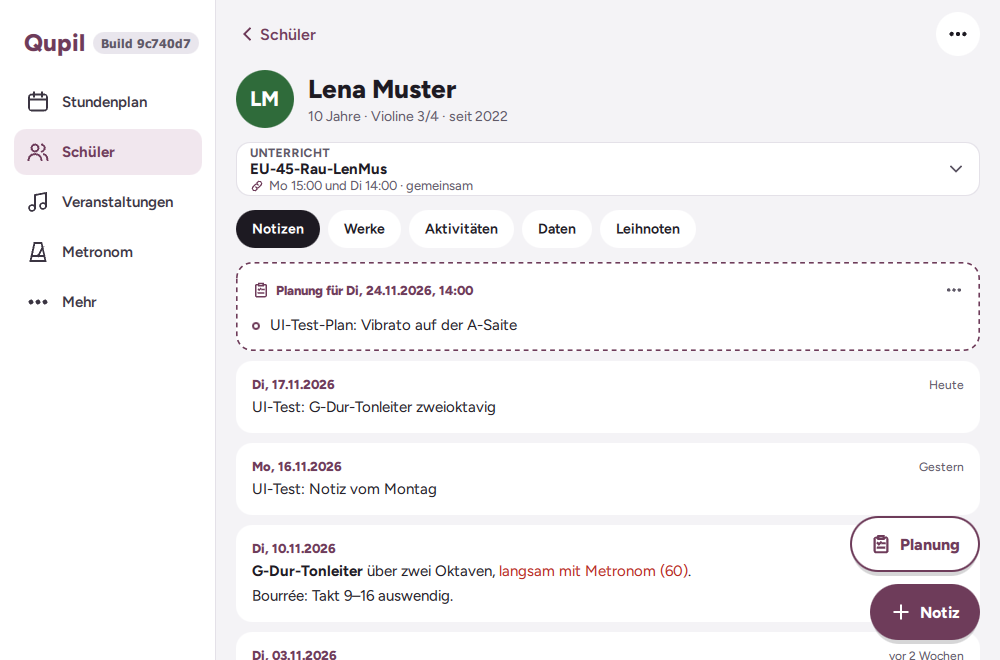 Qupil Build 9c740d7
Stundenplan
Schüler
Veranstaltungen
Metronom
Mehr
Schüler
LM
Lena Muster
10 Jahre · Violine 3/4 · seit 2022
UNTERRICHT
EU-45-Rau-LenMus
Mo 15:00 und Di 14:00 · gemeinsam
Notizen Werke Aktivitäten Daten Leihnoten
Planung für Di, 24.11.2026, 14:00
UI-Test-Plan: Vibrato auf der A-Saite
Di, 17.11.2026 Heute
UI-Test: G-Dur-Tonleiter zweioktavig
Mo, 16.11.2026 Gestern
UI-Test: Notiz vom Montag
Di, 10.11.2026
G-Dur-Tonleiter über zwei Oktaven, langsam mit Metronom (60).
Bourrée: Takt 9–16 auswendig.
Planung
Notiz
Di, 03.11.2026 vor 2 Wochen